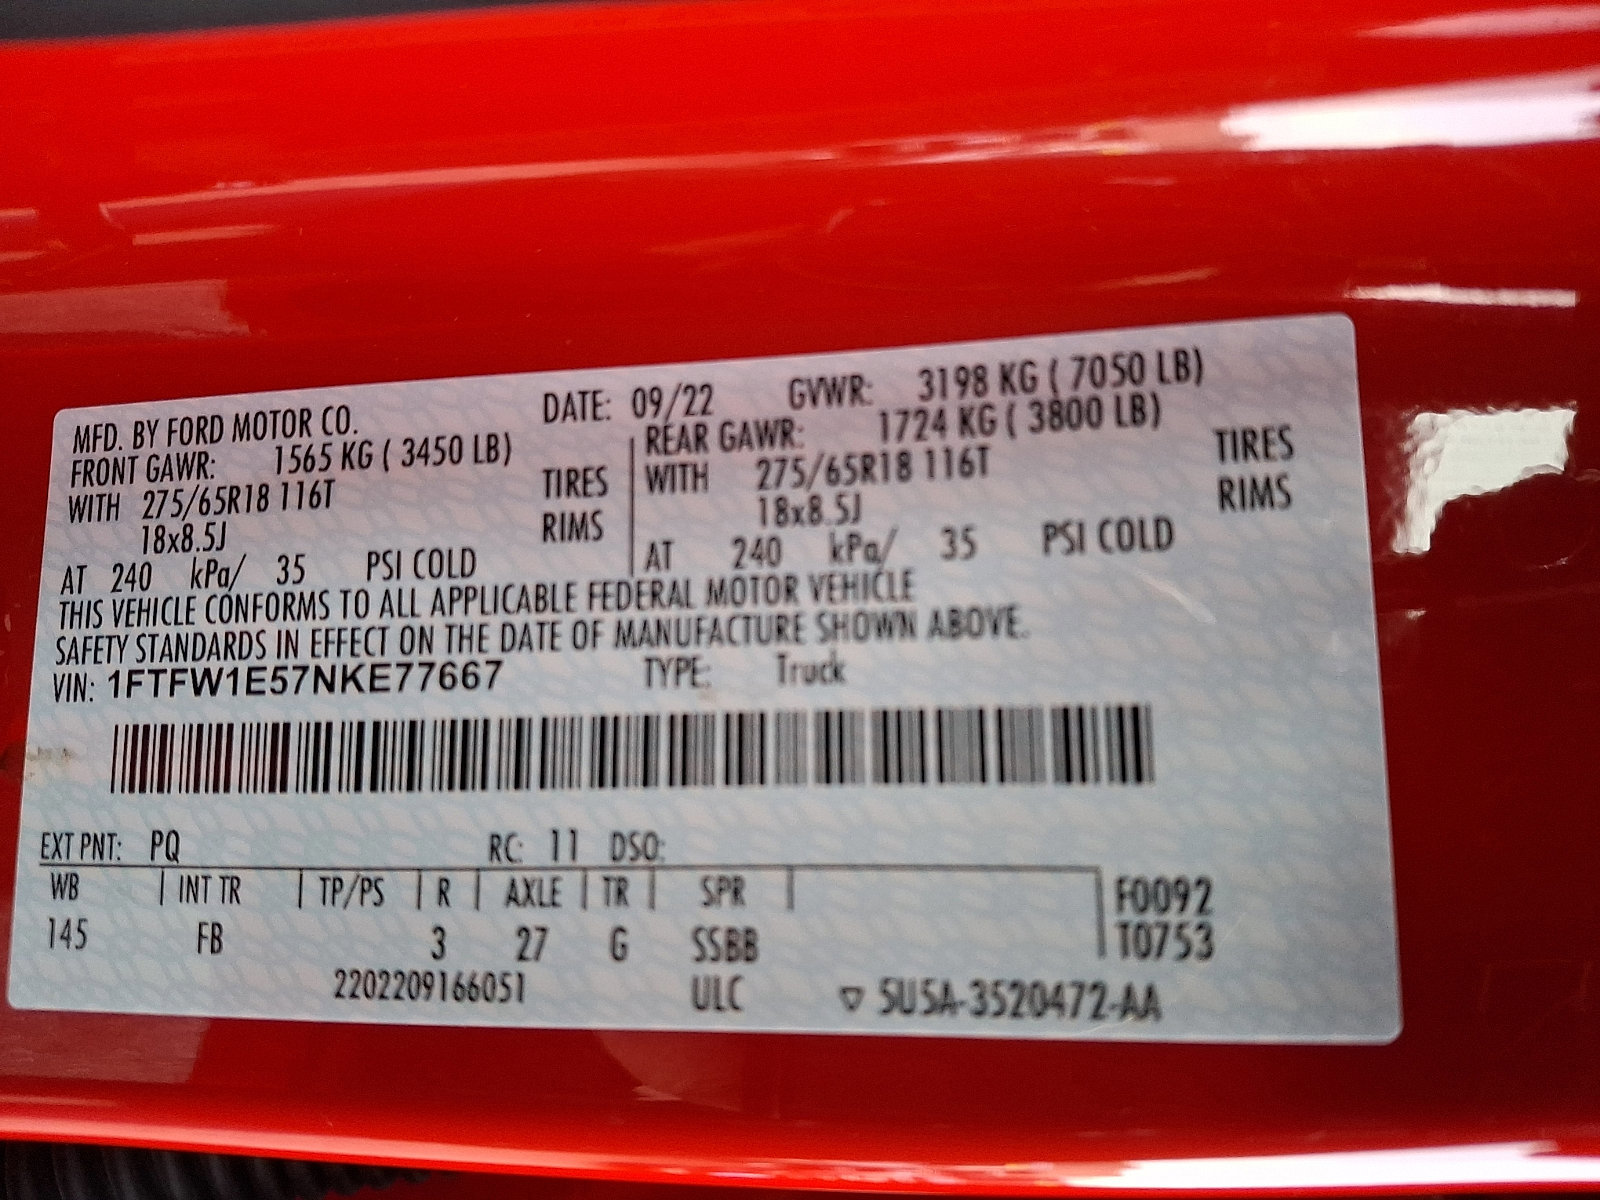 MFD. BY FORD MOTOR CO. DATE: 09/22 GVWR: 3198 KG ( 7050 LB)
FRONT GAWR: 1565 KG ( 3450 LB) REAR GAWR: 1724 KG ( 3800 LB)
WITH 275/65R18 116T TIRES WITH 275/65R18 116T TIRES
18x8.5J RIMS 18x8.5J RIMS
AT 240 kPa/ 35 PSI COLD AT 240 kPa/ 35 PSI COLD
THIS VEHICLE CONFORMS TO ALL APPLICABLE FEDERAL MOTOR VEHICLE
SAFETY STANDARDS IN EFFECT ON THE DATE OF MANUFACTURE SHOWN ABOVE.
VIN: 1FTFW1E57NKE77667 TYPE: Truck
EXT PNT: PQ RC: 11 DSO:
WB INT TR TP/PS R AXLE TR SPR F0092
145 FB 3 27 G SSBB T0753
2202209166051 ULC ▽ 5U5A-3520472-AA